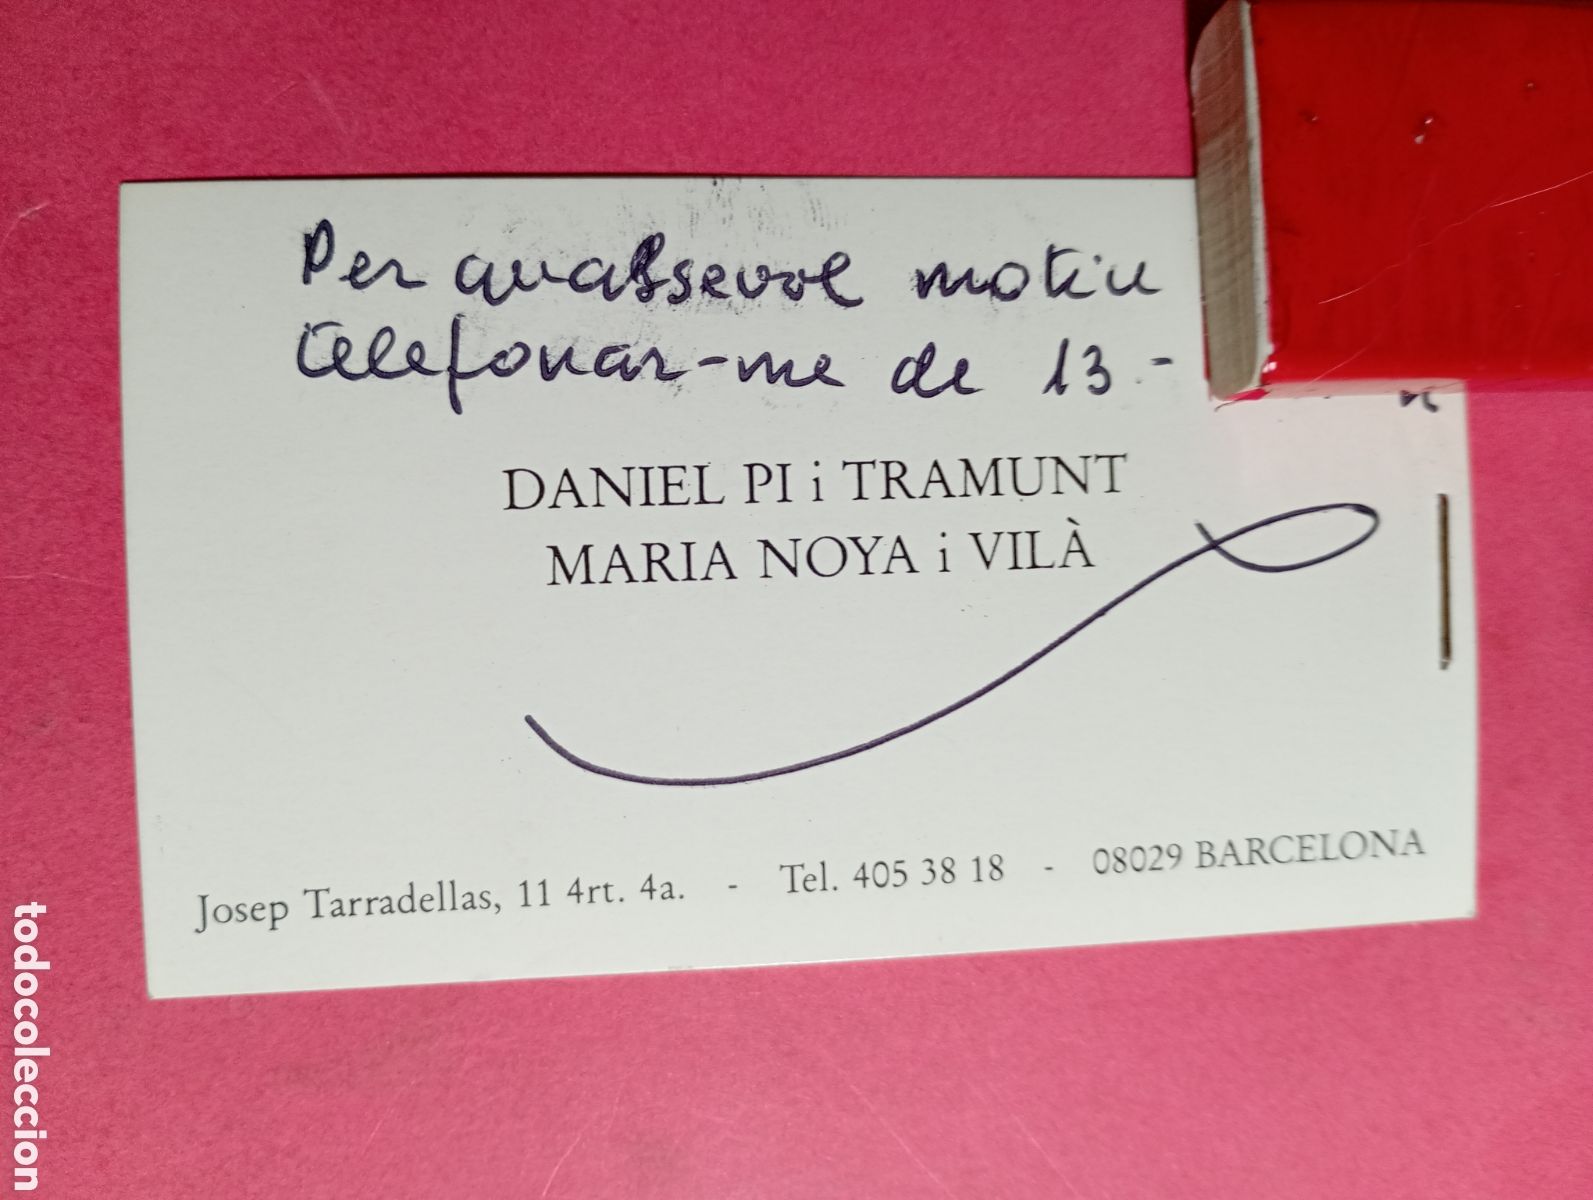 Per qualssevol motiu
telefonar-me de 13 -
DANIEL PI i TRAMUNT
MARIA NOYA i VILÀ
Josep Tarradellas, 11 4rt. 4a. - Tel. 405 38 18 - 08029 BARCELONA
todocoleccion